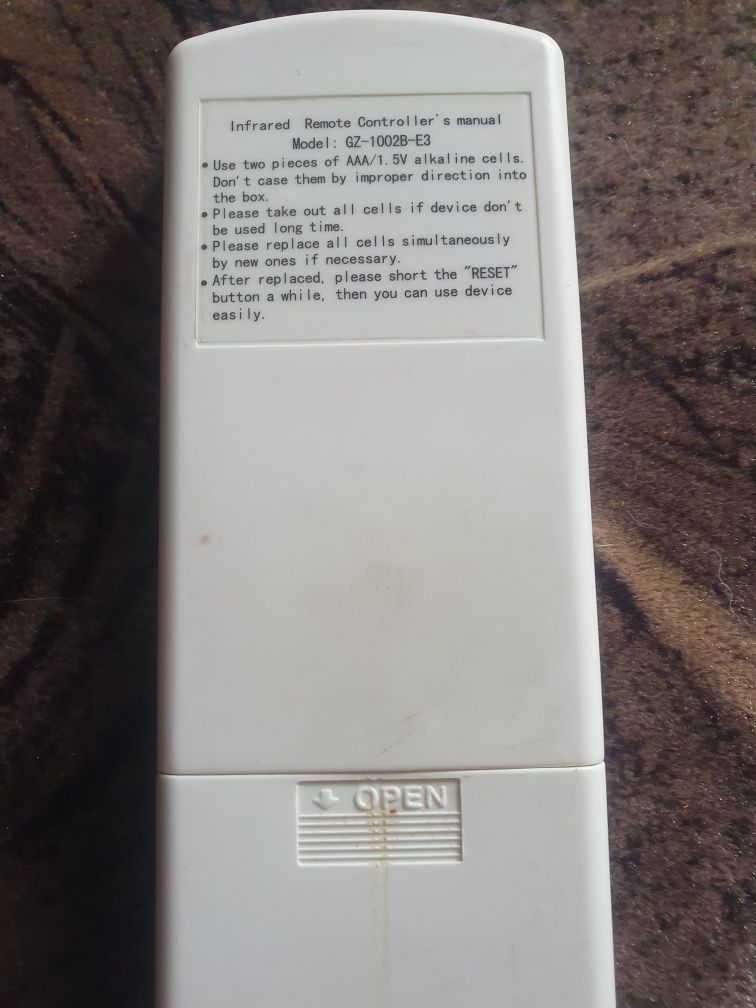 Infrared Remote Controller's manual
Model: GZ-1002B-E3
• Use two pieces of AAA/1.5V alkaline cells.
Don't case them by improper direction into
the box.
• Please take out all cells if device don't
be used long time.
• Please replace all cells simultaneously
by new ones if necessary.
• After replaced, please short the "RESET"
button a while, then you can use device
easily.
OPEN